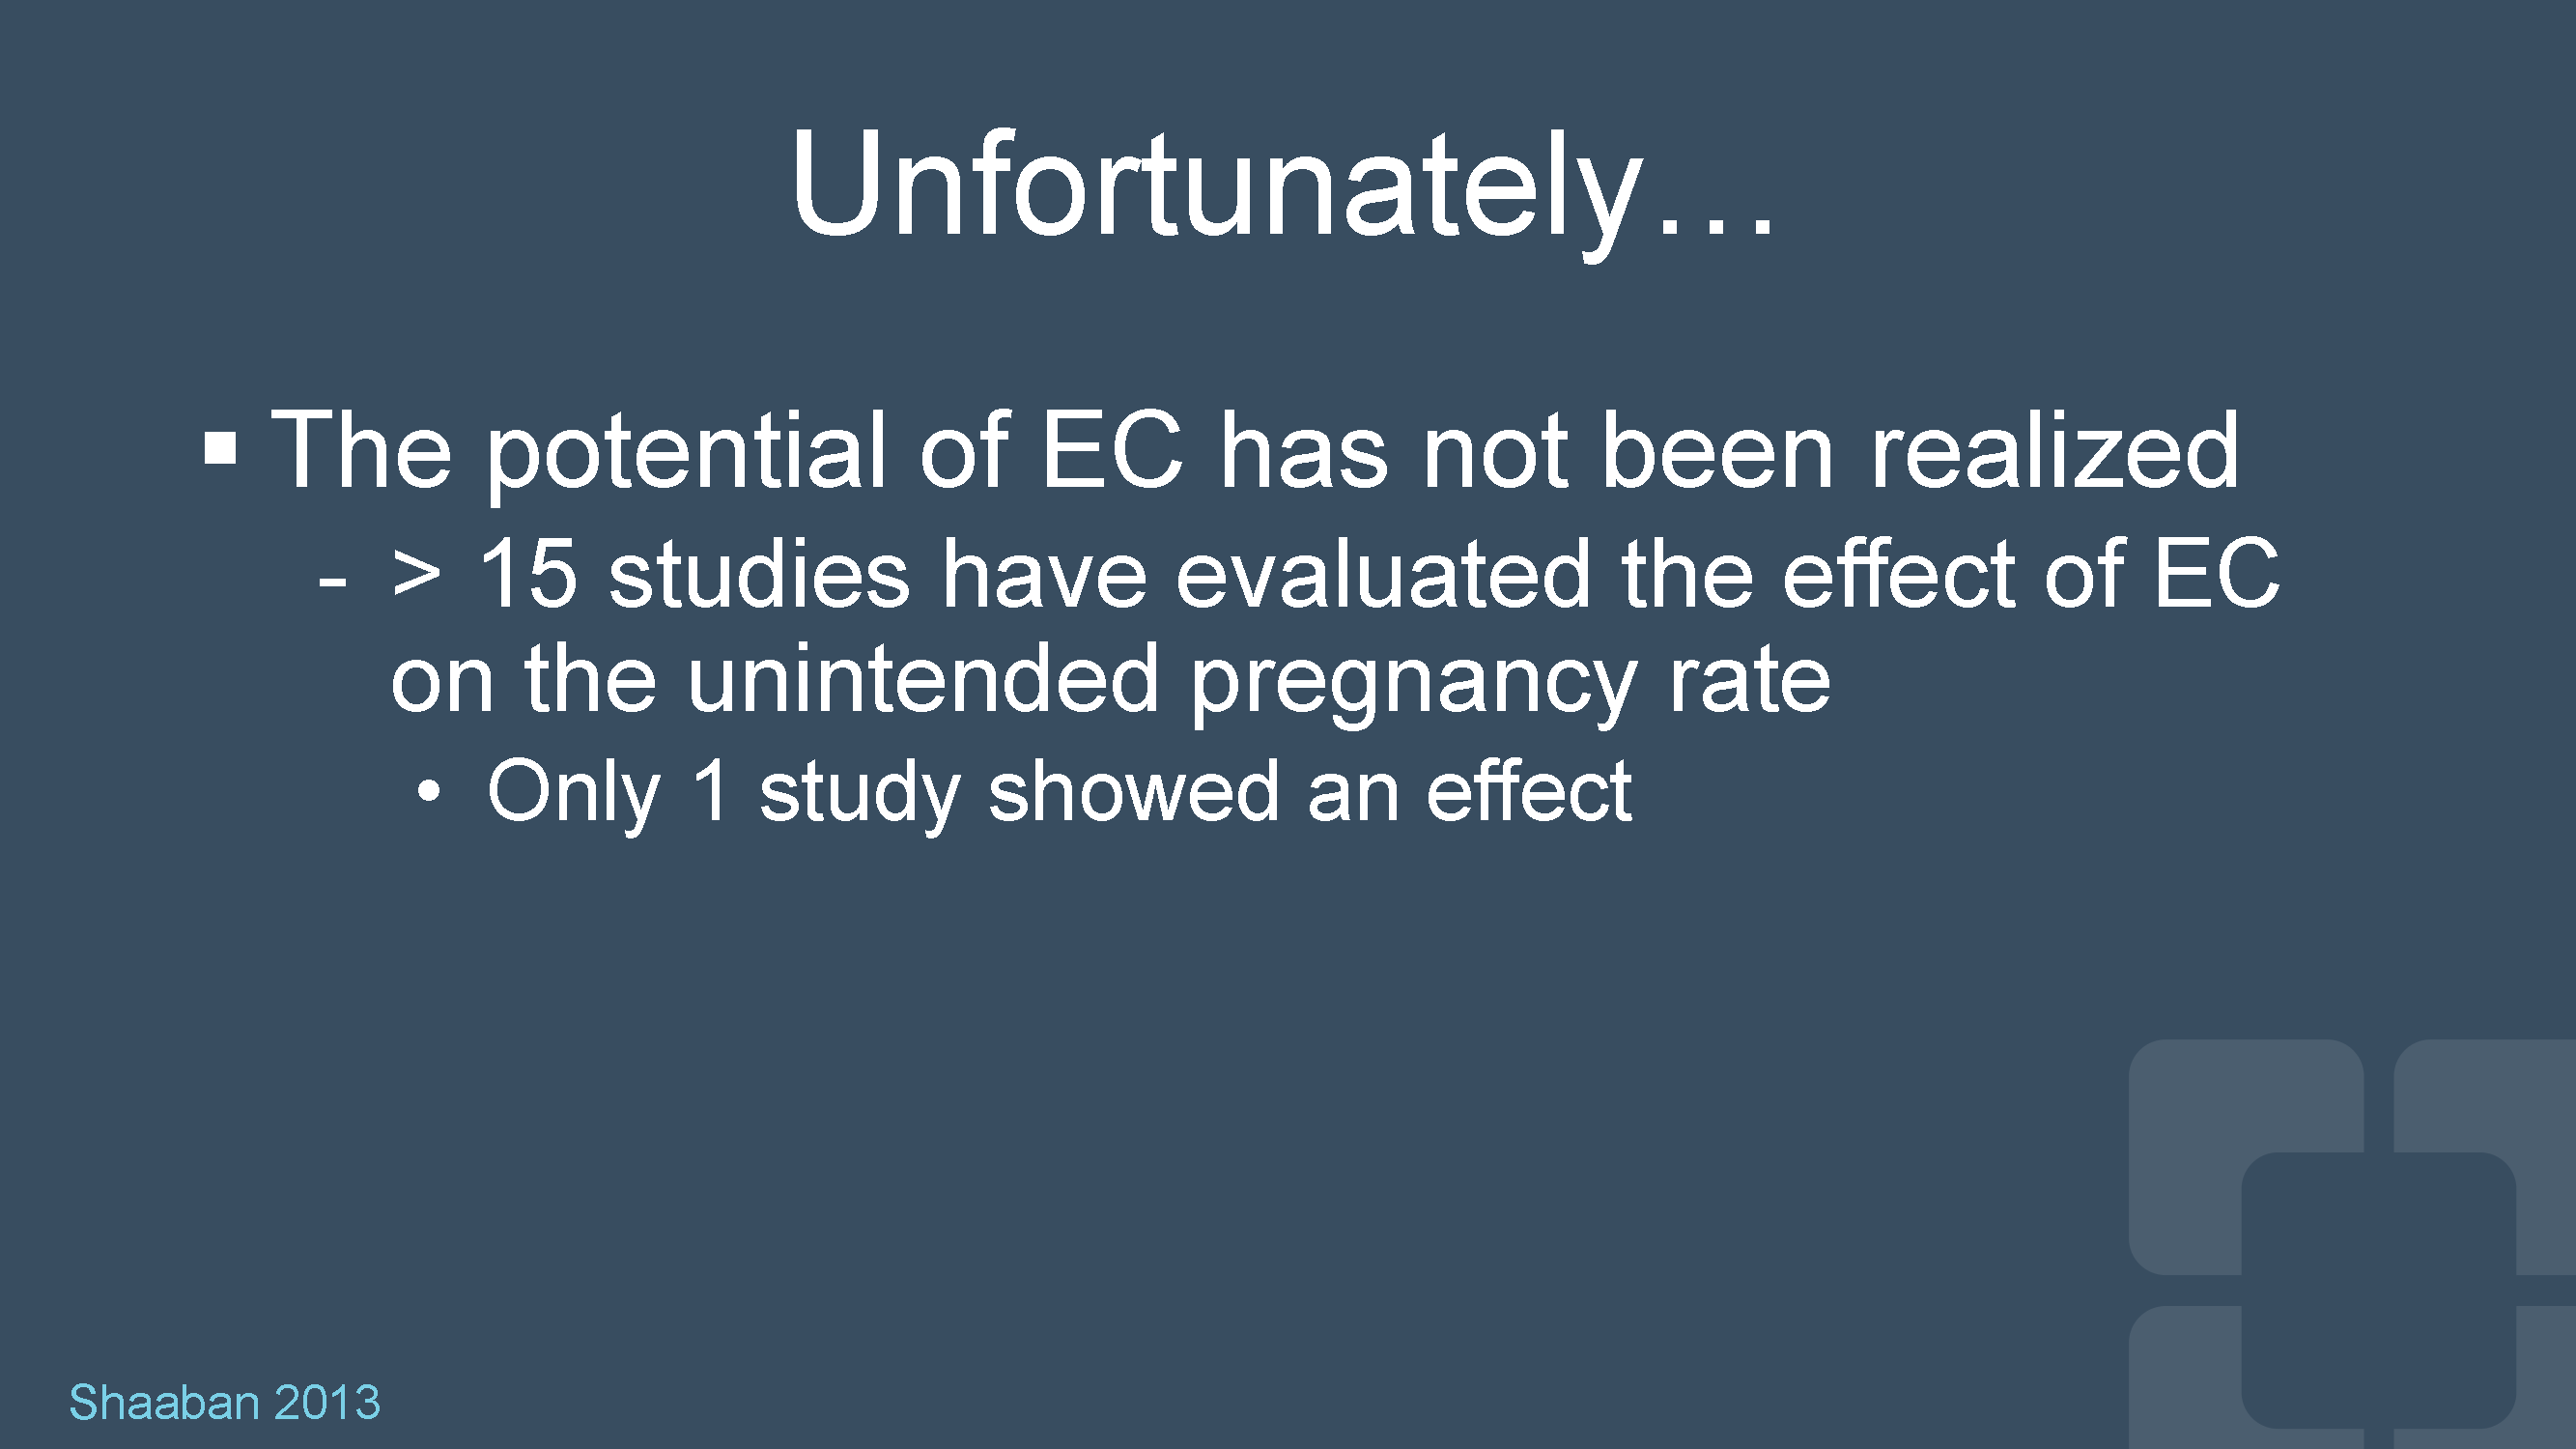 Unfortunately…
▪ The potential of EC has not been realized
- > 15 studies have evaluated the effect of EC
on the unintended pregnancy rate
• Only 1 study showed an effect
Shaaban 2013